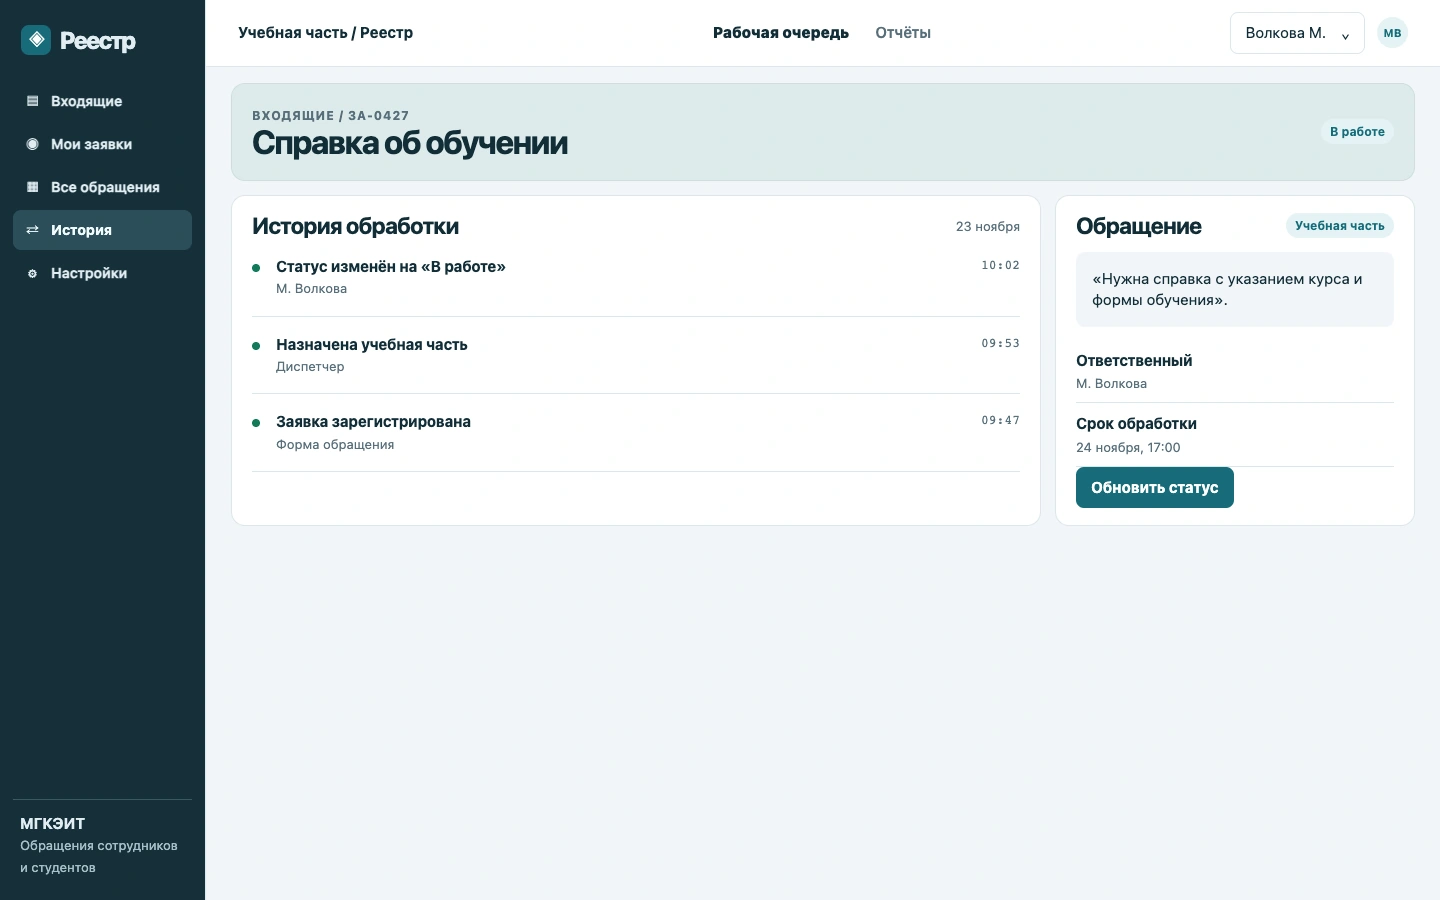 Реестр
Входящие
Мои заявки
Все обращения
История
Настройки
МГКЭИТ
Обращения сотрудников
и студентов
Учебная часть / Реестр
Рабочая очередь
Отчёты
Волкова М.
МВ
ВХОДЯЩИЕ / ЗА-0427
Справка об обучении
В работе
История обработки
23 ноября
Статус изменён на «В работе»
10:02
М. Волкова
Назначена учебная часть
09:53
Диспетчер
Заявка зарегистрирована
09:47
Форма обращения
Обращение
Учебная часть
«Нужна справка с указанием курса и
формы обучения».
Ответственный
М. Волкова
Срок обработки
24 ноября, 17:00
Обновить статус